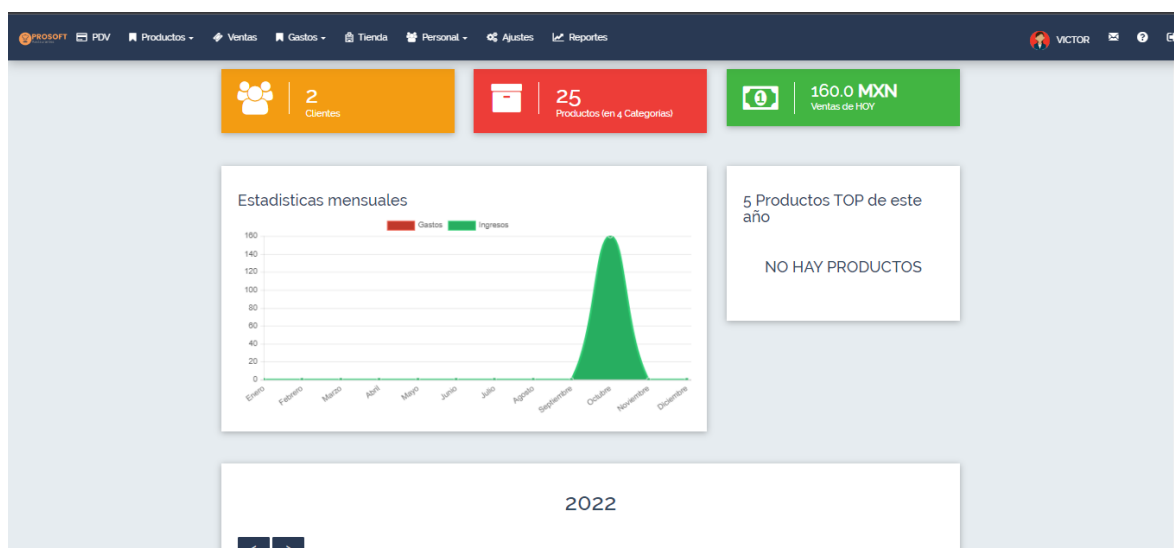 PROSOFT PDV Productos Ventas Gastos Tienda Personal Ajustes Reportes VICTOR
2
Clientes
25
Productos (en 4 Categorías)
160.0 MXN
Ventas de HOY
Estadisticas mensuales
Gastos Ingresos
160
140
120
100
80
60
40
20
0
Enero Febrero Marzo Abril Mayo Junio Julio Agosto Septiembre Octubre Noviembre Diciembre
5 Productos TOP de este
año
NO HAY PRODUCTOS
2022
< >